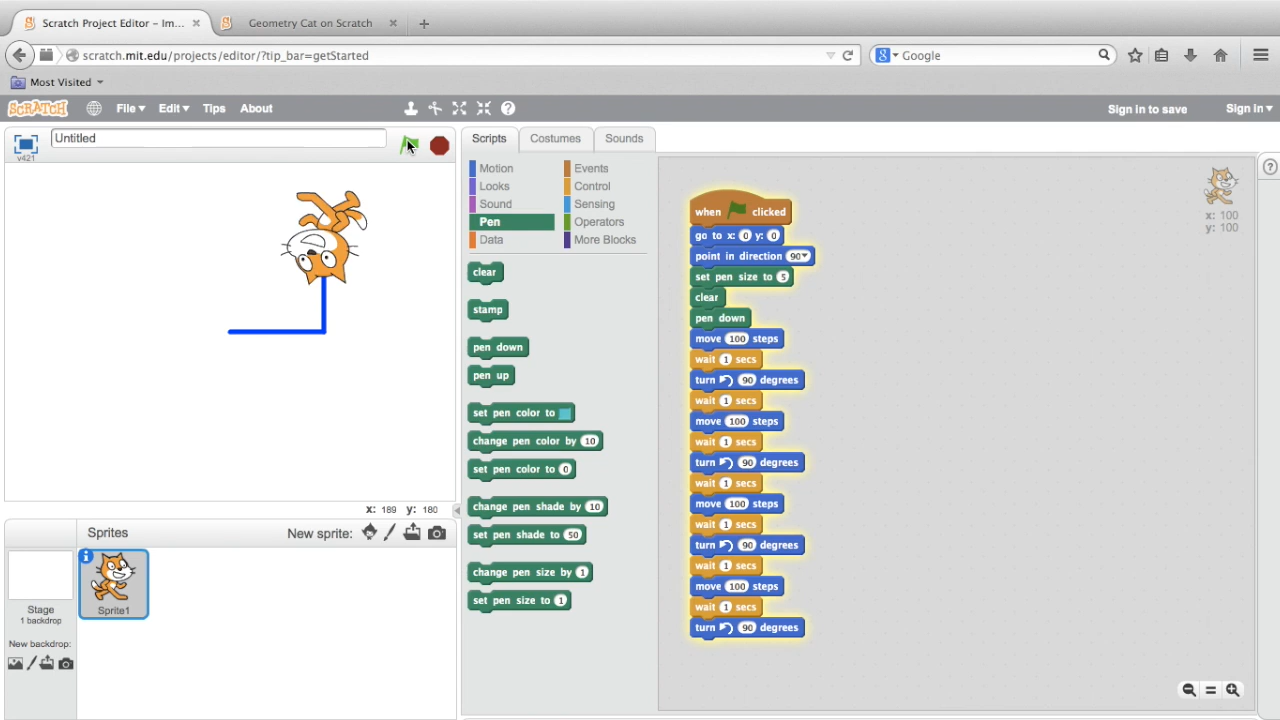 Scratch Project Editor - Im...
Geometry Cat on Scratch
scratch.mit.edu/projects/editor/?tip_bar=getStarted
Google
Most Visited
SCRATCH
File
Edit
Tips
About
Sign in to save
Sign in
Untitled
v421
Scripts
Costumes
Sounds
Motion
Events
Looks
Control
Sound
Sensing
Pen
Operators
Data
More Blocks
clear
stamp
pen down
pen up
set pen color to
change pen color by 10
set pen color to 0
change pen shade by 10
set pen shade to 50
change pen size by 1
set pen size to 1
when clicked
go to x: 0 y: 0
point in direction 90
set pen size to 5
clear
pen down
move 100 steps
wait 1 secs
turn 90 degrees
wait 1 secs
move 100 steps
wait 1 secs
turn 90 degrees
wait 1 secs
move 100 steps
wait 1 secs
turn 90 degrees
wait 1 secs
move 100 steps
wait 1 secs
turn 90 degrees
x: 100
y: 100
x: 189 y: 180
Sprites
New sprite:
Sprite1
Stage
1 backdrop
New backdrop: